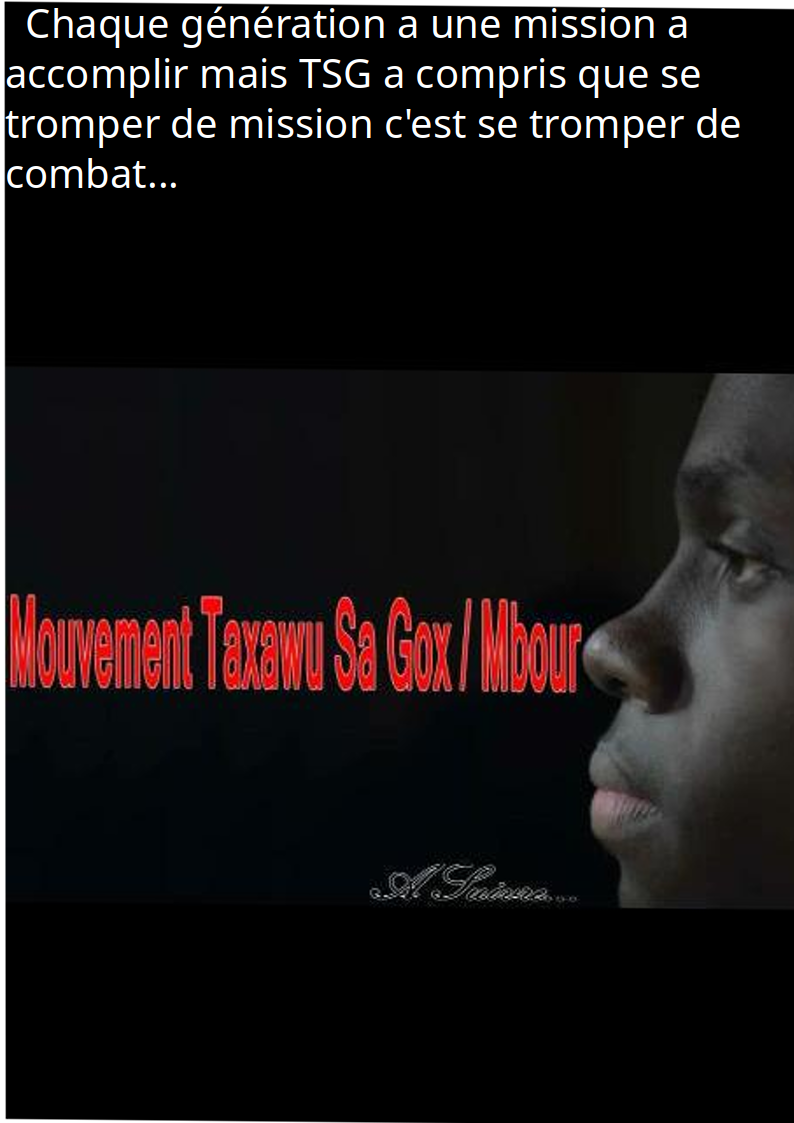 Chaque génération a une mission a
accomplir mais TSG a compris que se
tromper de mission c'est se tromper de
combat...
Mouvement Taxawu Sa Gox / Mbour
A Suivre...